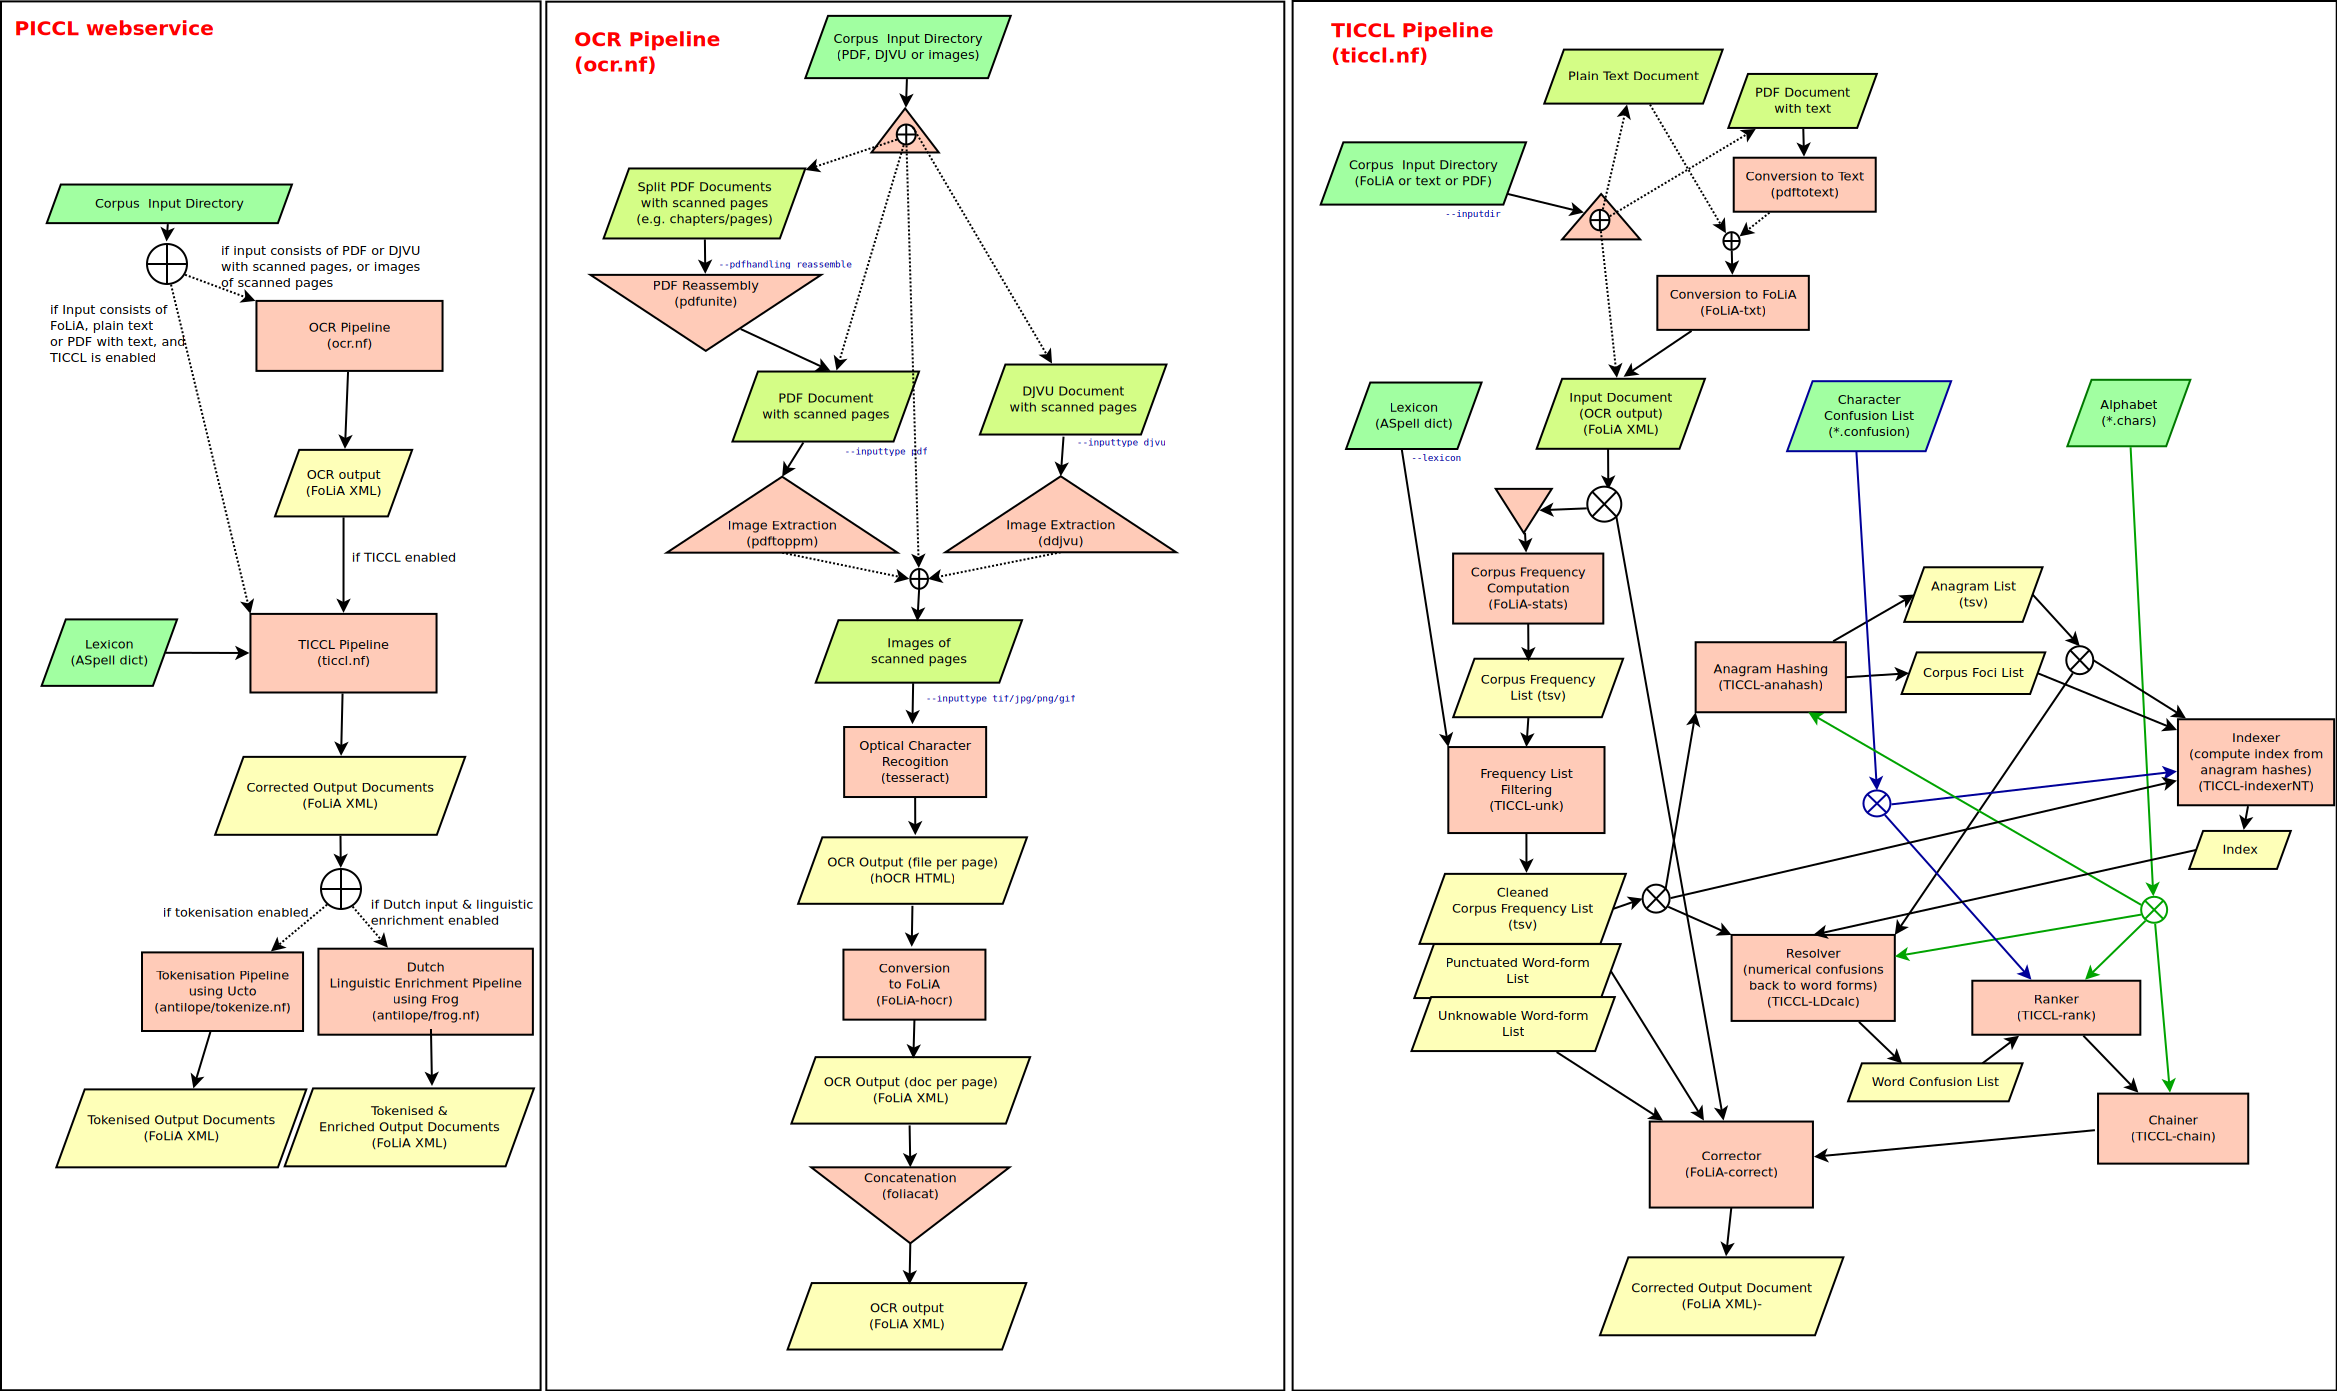 PICCL webservice
Corpus  Input Directory
if input consists of PDF or DJVU
with scanned pages, or images
of scanned pages
if Input consists of
FoLiA, plain text
or PDF with text, and
TICCL is enabled
OCR Pipeline
(ocr.nf)
OCR output
(FoLiA XML)
if TICCL enabled
Lexicon
(ASpell dict)
TICCL Pipeline
(ticcl.nf)
Corrected Output Documents
(FoLiA XML)
if tokenisation enabled
if Dutch input & linguistic
enrichment enabled
Tokenisation Pipeline
using Ucto
(antilope/tokenize.nf)
Dutch
Linguistic Enrichment Pipeline
using Frog
(antilope/frog.nf)
Tokenised Output Documents
(FoLiA XML)
Tokenised &
Enriched Output Documents
(FoLiA XML)
OCR Pipeline
(ocr.nf)
Corpus  Input Directory
(PDF, DJVU or images)
Split PDF Documents
with scanned pages
(e.g. chapters/pages)
--pdfhandling reassemble
PDF Reassembly
(pdfunite)
PDF Document
with scanned pages
--inputtype pdf
DJVU Document
with scanned pages
--inputtype djvu
Image Extraction
(pdftoppm)
Image Extraction
(ddjvu)
Images of
scanned pages
--inputtype tif/jpg/png/gif
Optical Character
Recogition
(tesseract)
OCR Output (file per page)
(hOCR HTML)
Conversion
to FoLiA
(FoLiA-hocr)
OCR Output (doc per page)
(FoLiA XML)
Concatenation
(foliacat)
OCR output
(FoLiA XML)
TICCL Pipeline
(ticcl.nf)
Plain Text Document
PDF Document
with text
Corpus  Input Directory
(FoLiA or text or PDF)
--inputdir
Conversion to Text
(pdftotext)
Conversion to FoLiA
(FoLiA-txt)
Lexicon
(ASpell dict)
--lexicon
Input Document
(OCR output)
(FoLiA XML)
Character
Confusion List
(*.confusion)
Alphabet
(*.chars)
Corpus Frequency
Computation
(FoLiA-stats)
Corpus Frequency
List (tsv)
Frequency List
Filtering
(TICCL-unk)
Anagram Hashing
(TICCL-anahash)
Anagram List
(tsv)
Corpus Foci List
Indexer
(compute index from
anagram hashes)
(TICCL-IndexerNT)
Index
Cleaned
Corpus Frequency List
(tsv)
Punctuated Word-form
List
Unknowable Word-form
List
Resolver
(numerical confusions
back to word forms)
(TICCL-LDcalc)
Ranker
(TICCL-rank)
Word Confusion List
Chainer
(TICCL-chain)
Corrector
(FoLiA-correct)
Corrected Output Document
(FoLiA XML)-